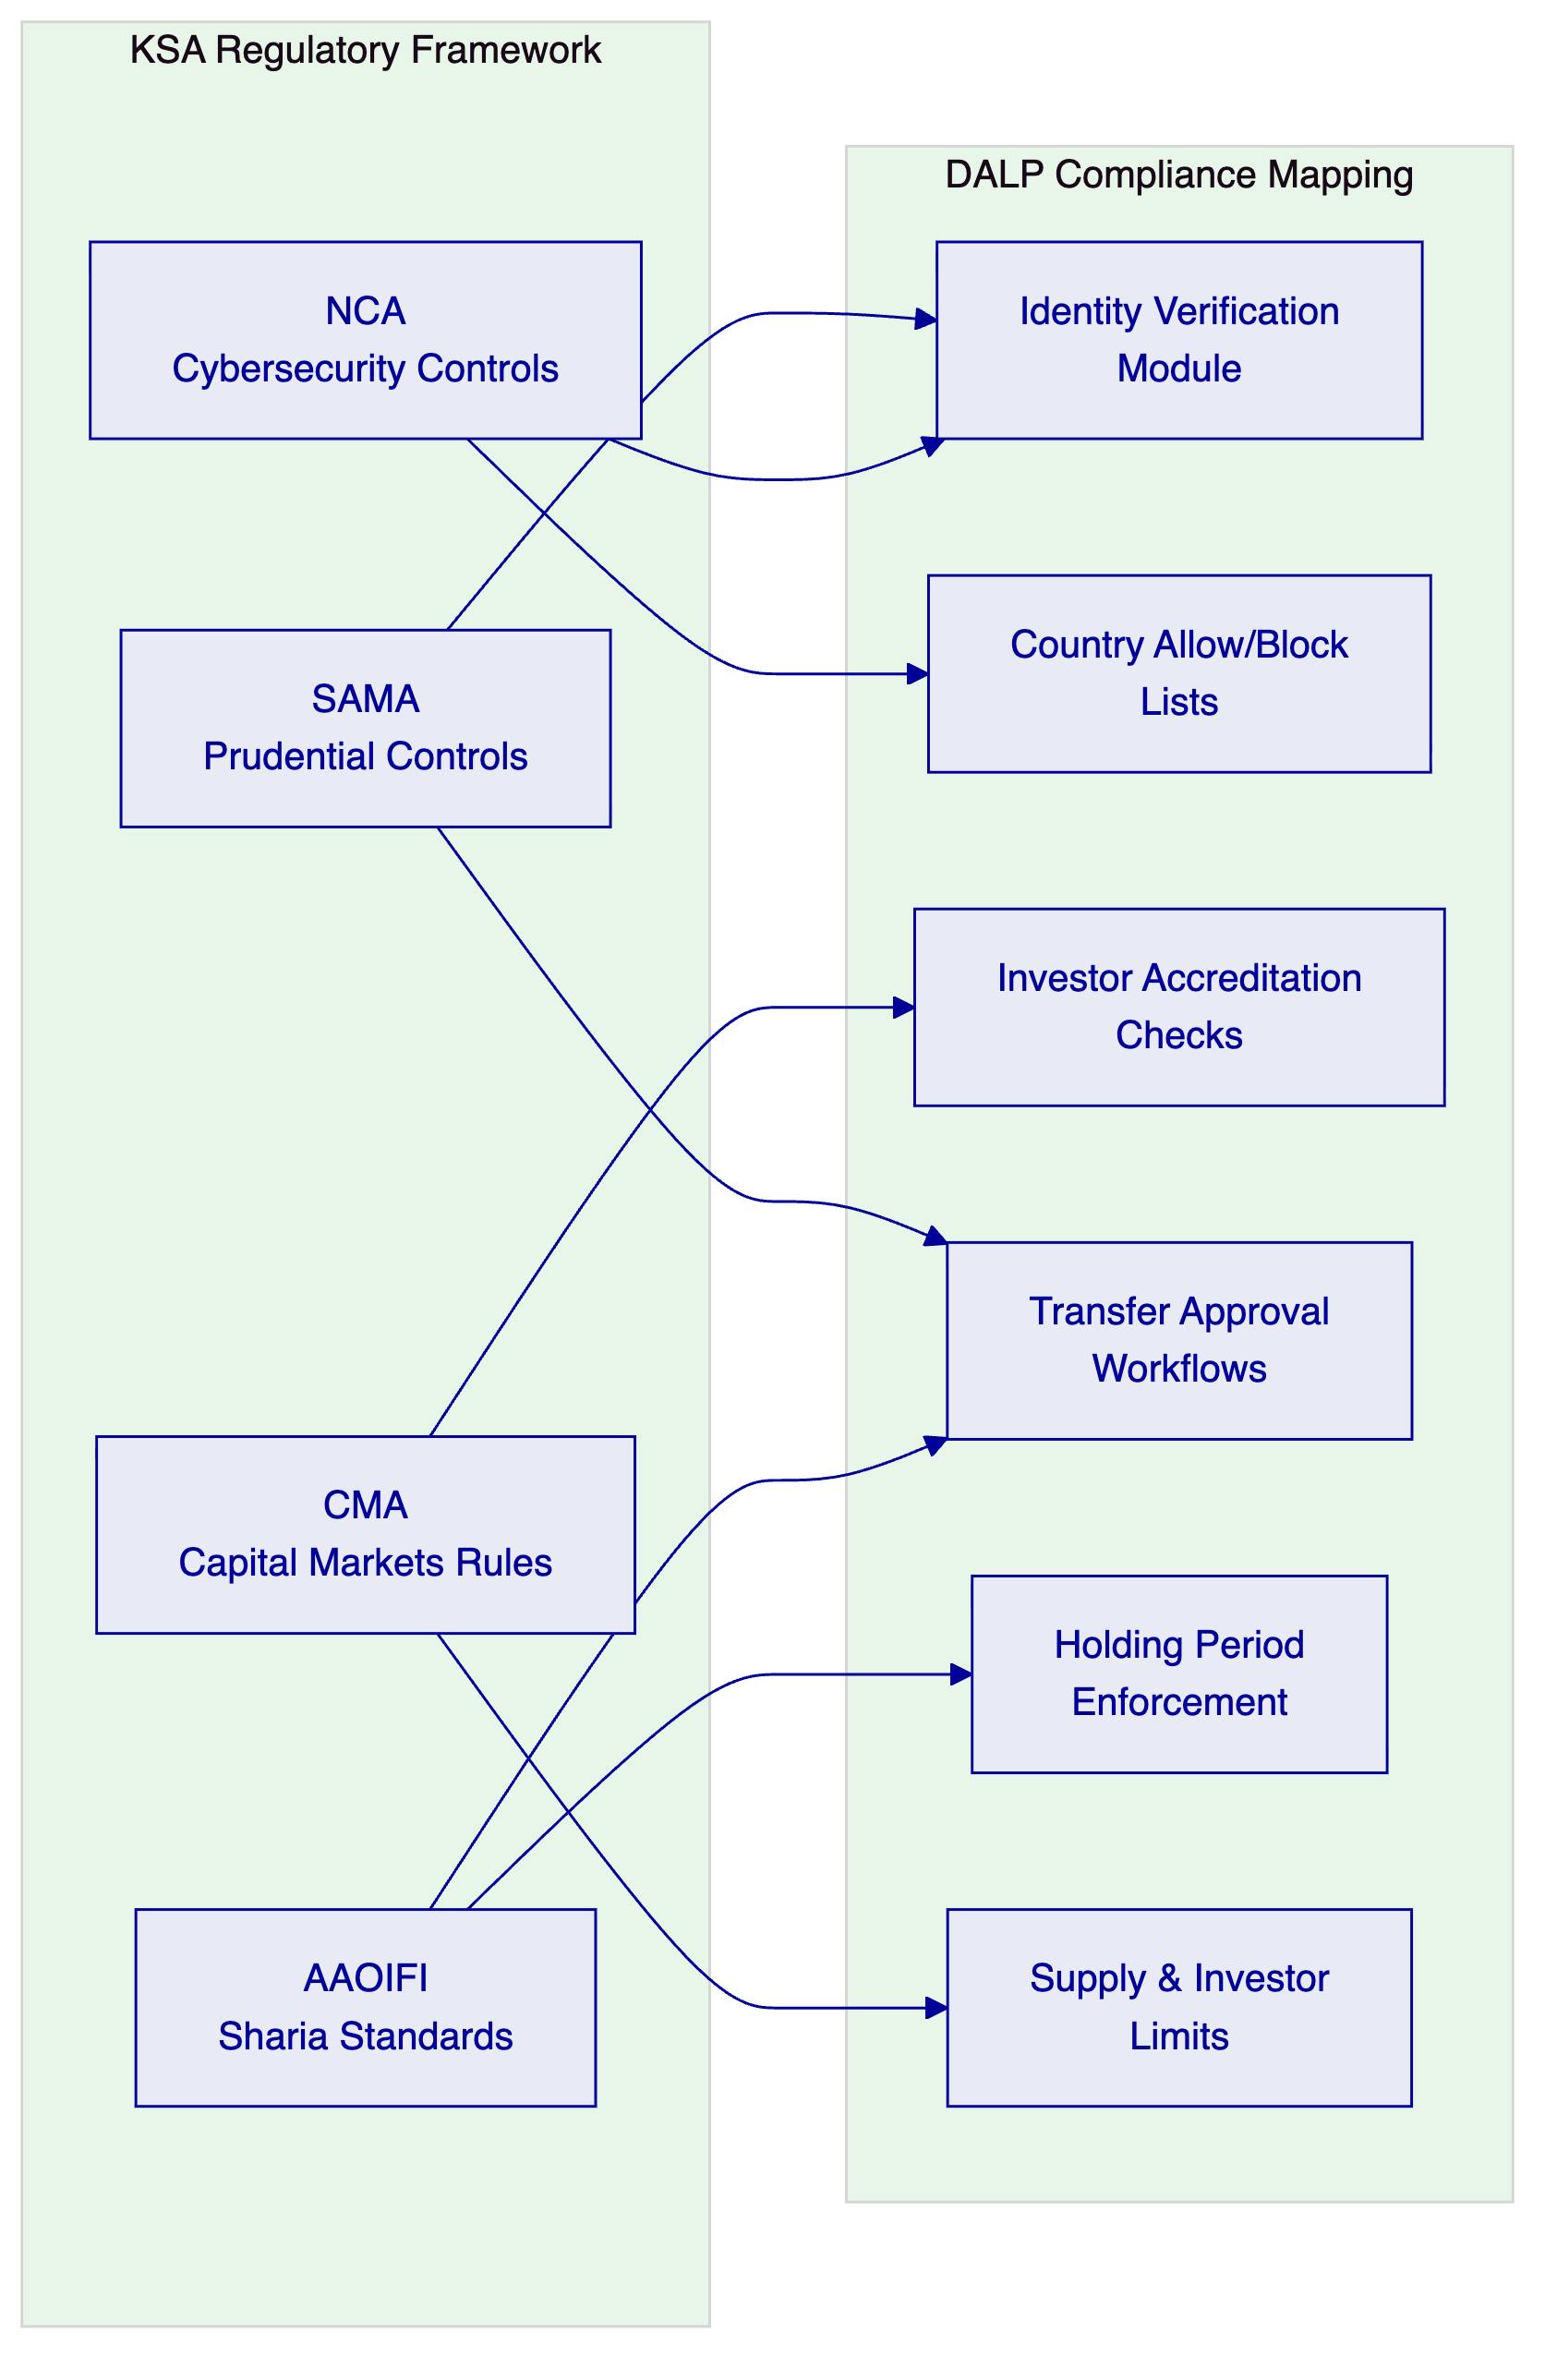 KSA Regulatory Framework
NCA
Cybersecurity Controls
SAMA
Prudential Controls
CMA
Capital Markets Rules
AAOIFI
Sharia Standards
DALP Compliance Mapping
Identity Verification
Module
Country Allow/Block
Lists
Investor Accreditation
Checks
Transfer Approval
Workflows
Holding Period
Enforcement
Supply & Investor
Limits